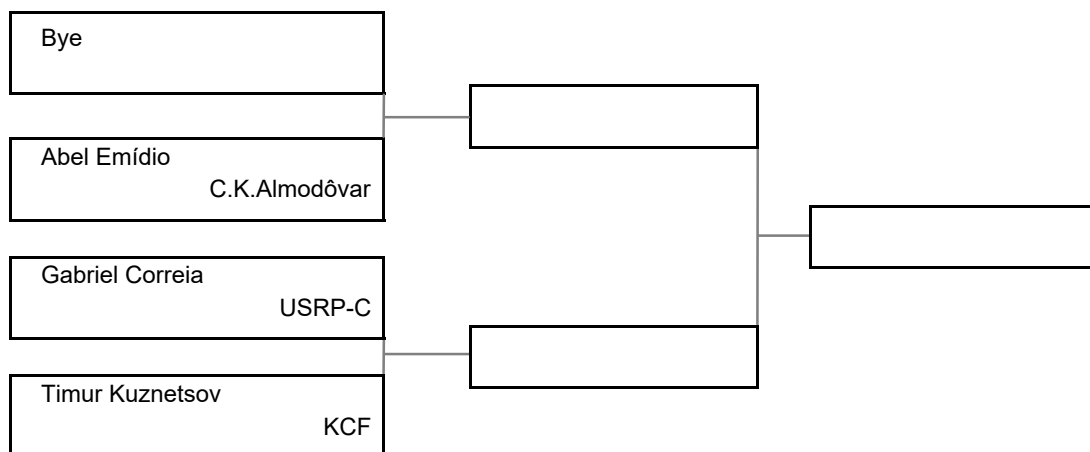 Bye
Abel Emídio
C.K.Almodôvar
Gabriel Correia
USRP-C
Timur Kuznetsov
KCF